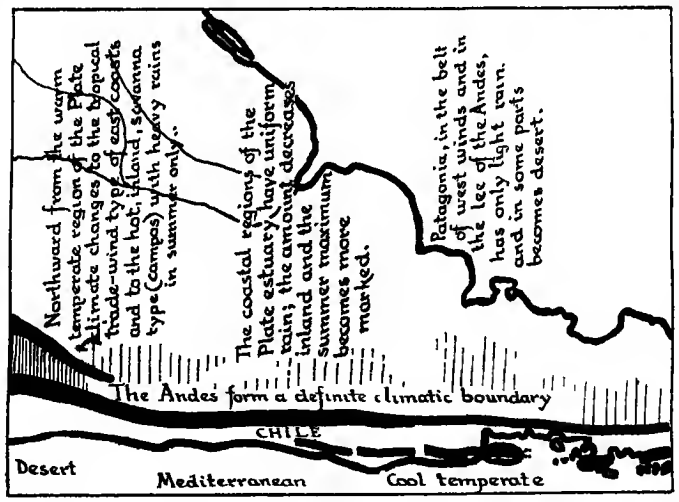 Northward from the warm
temperate region of the Plate
climate changes to the tropical
trade-wind type of east coasts
and to the hot, inland, savanna
type (campos) with heavy rains
in summer only..
The coastal regions of the
Plate estuary have uniform
rain; the amount decreases
inland and the
summer maximum
becomes more
marked.
Patagonia, in the belt
of west winds and in
the lee of the Andes,
has only light rain.
and in some parts
becomes desert.
The Andes form a definite climatic boundary
CHILE
Desert
Mediterranean
Cool temperate